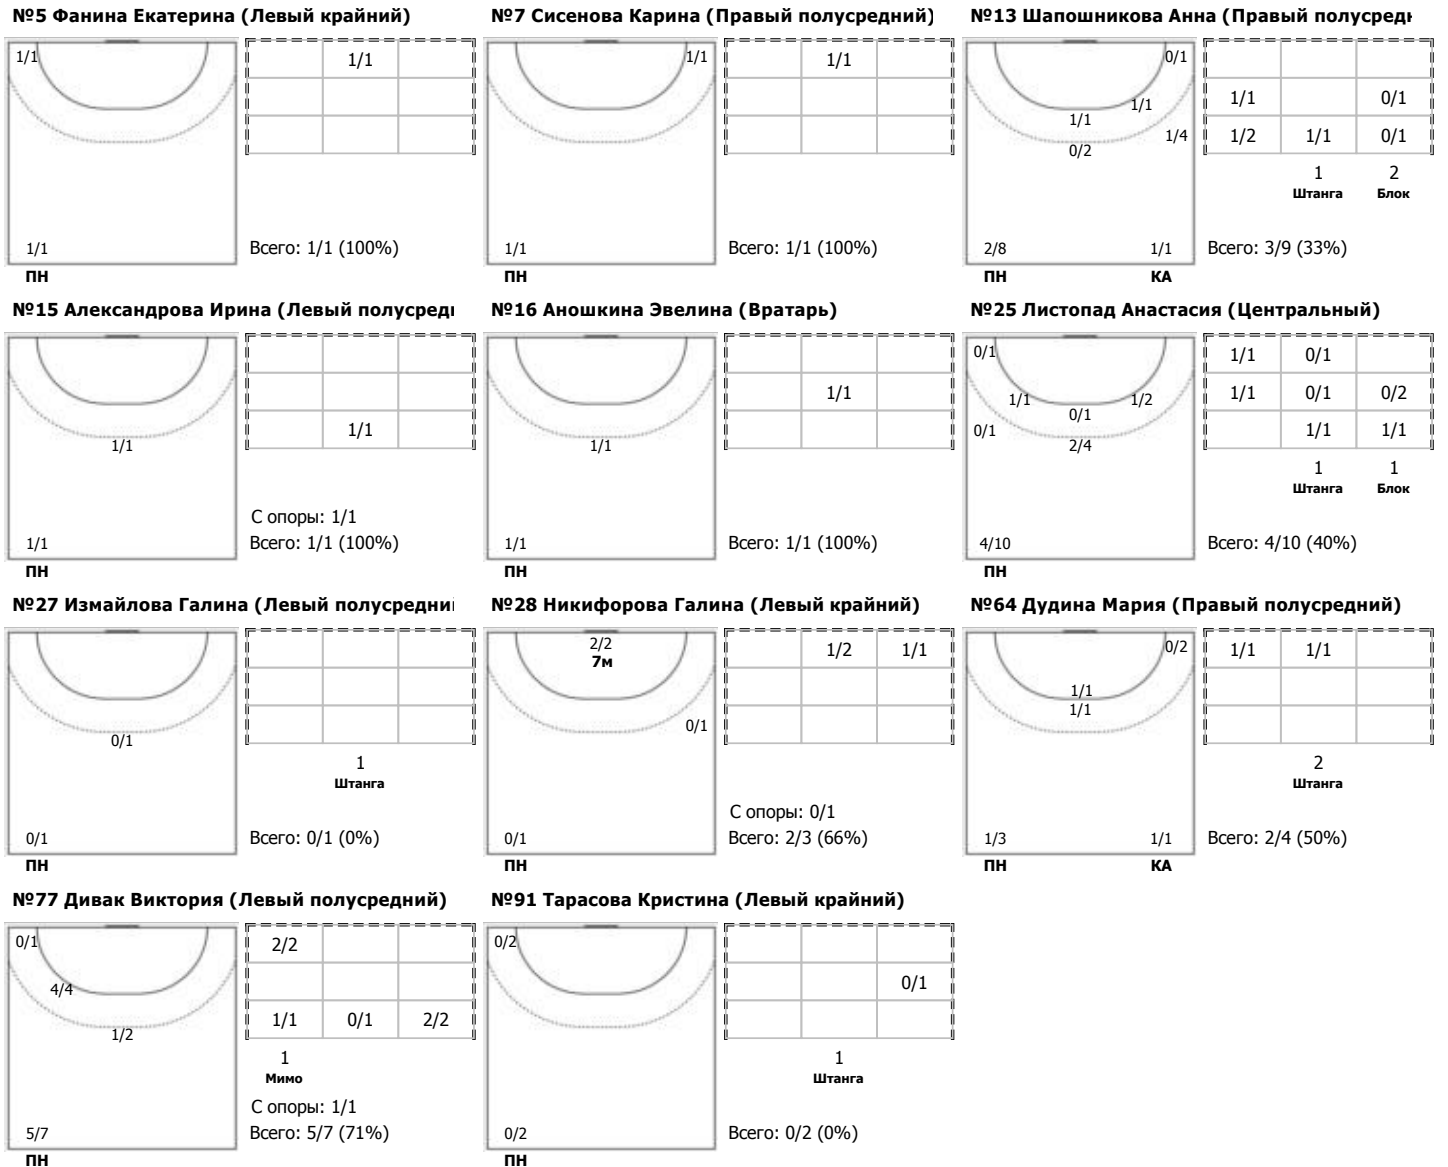 №5 Фанина Екатерина (Левый крайний)
1/1
1/1
1/1
Всего: 1/1 (100%)
ПН
№7 Сисенова Карина (Правый полусредний)
1/1
1/1
1/1
Всего: 1/1 (100%)
ПН
№13 Шапошникова Анна (Правый полусредн
0/1
1/1
1/1
1/4
0/2
1/1 0/1
1/2 1/1 0/1
1 2
Штанга Блок
2/8 1/1
Всего: 3/9 (33%)
ПН КА
№15 Александрова Ирина (Левый полусредн
1/1
1/1
С опоры: 1/1
1/1
Всего: 1/1 (100%)
ПН
№16 Аношкина Эвелина (Вратарь)
1/1
1/1
1/1
Всего: 1/1 (100%)
ПН
№25 Листопад Анастасия (Центральный)
0/1
1/1 1/2
0/1
0/1
2/4
1/1 0/1
1/1 0/1 0/2
1/1 1/1
1 1
Штанга Блок
4/10
Всего: 4/10 (40%)
ПН
№27 Измайлова Галина (Левый полусредний
0/1
1
Штанга
0/1
Всего: 0/1 (0%)
ПН
№28 Никифорова Галина (Левый крайний)
2/2
7м
0/1
1/2 1/1
С опоры: 0/1
0/1
Всего: 2/3 (66%)
ПН
№64 Дудина Мария (Правый полусредний)
0/2
1/1
1/1
1/1 1/1
2
Штанга
1/3 1/1
Всего: 2/4 (50%)
ПН КА
№77 Дивак Виктория (Левый полусредний)
0/1
4/4
1/2
2/2
1/1 0/1 2/2
1
Мимо
С опоры: 1/1
5/7
Всего: 5/7 (71%)
ПН
№91 Тарасова Кристина (Левый крайний)
0/2
0/1
1
Штанга
0/2
Всего: 0/2 (0%)
ПН